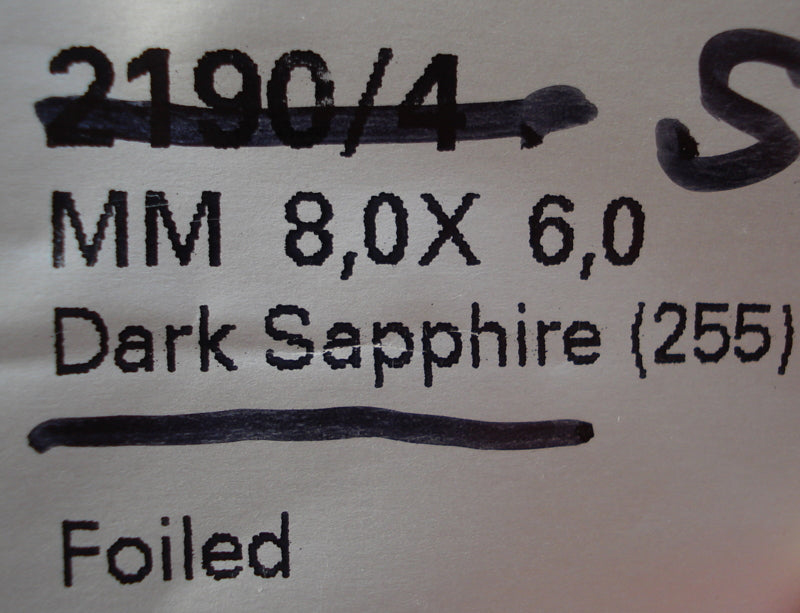 2190/4 S
MM 8,0X 6,0
Dark Sapphire (255)
Foiled